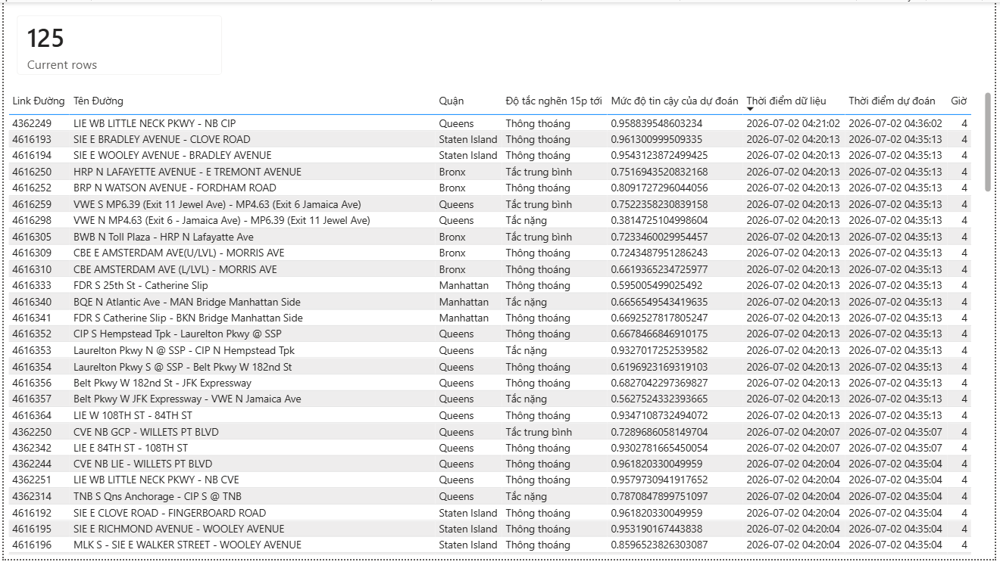 125
Current rows
Link Đường Tên Đường Quận Độ tắc nghẽn 15p tới Mức độ tin cậy của dự đoán Thời điểm dữ liệu Thời điểm dự đoán Giờ
4362249 LIE WB LITTLE NECK PKWY - NB CIP Queens Thông thoáng 0.958839548603234 2026-07-02 04:21:02 2026-07-02 04:36:02 4
4616193 SIE E BRADLEY AVENUE - CLOVE ROAD Staten Island Thông thoáng 0.961300999509335 2026-07-02 04:20:13 2026-07-02 04:35:13 4
4616194 SIE E WOOLEY AVENUE - BRADLEY AVENUE Staten Island Thông thoáng 0.9543123872499425 2026-07-02 04:20:13 2026-07-02 04:35:13 4
4616250 HRP N LAFAYETTE AVENUE - E TREMONT AVENUE Bronx Tắc trung bình 0.7516943520832168 2026-07-02 04:20:13 2026-07-02 04:35:13 4
4616252 BRP N WATSON AVENUE - FORDHAM ROAD Bronx Thông thoáng 0.8091727296044056 2026-07-02 04:20:13 2026-07-02 04:35:13 4
4616259 VWE S MP6.39 (Exit 11 Jewel Ave) - MP4.63 (Exit 6 Jamaica Ave) Queens Tắc trung bình 0.7522358230839158 2026-07-02 04:20:13 2026-07-02 04:35:13 4
4616298 VWE N MP4.63 (Exit 6 - Jamaica Ave) - MP6.39 (Exit 11 Jewel Ave) Queens Tắc nặng 0.3814725104998604 2026-07-02 04:20:13 2026-07-02 04:35:13 4
4616305 BWB N Toll Plaza - HRP N Lafayatte Ave Bronx Tắc trung bình 0.7233460029954457 2026-07-02 04:20:13 2026-07-02 04:35:13 4
4616309 CBE E AMSTERDAM AVE(U/LVL) - MORRIS AVE Bronx Thông thoáng 0.7243487951286243 2026-07-02 04:20:13 2026-07-02 04:35:13 4
4616310 CBE AMSTERDAM AVE (L/LVL) - MORRIS AVE Bronx Thông thoáng 0.6619365234725977 2026-07-02 04:20:13 2026-07-02 04:35:13 4
4616333 FDR S 25th St - Catherine Slip Manhattan Thông thoáng 0.595005499025492 2026-07-02 04:20:13 2026-07-02 04:35:13 4
4616340 BQE N Atlantic Ave - MAN Bridge Manhattan Side Manhattan Tắc nặng 0.6656549543419635 2026-07-02 04:20:13 2026-07-02 04:35:13 4
4616341 FDR S Catherine Slip - BKN Bridge Manhattan Side Manhattan Thông thoáng 0.6692527817805247 2026-07-02 04:20:13 2026-07-02 04:35:13 4
4616352 CIP S Hempstead Tpk - Laurelton Pkwy @ SSP Queens Thông thoáng 0.6678466846910175 2026-07-02 04:20:13 2026-07-02 04:35:13 4
4616353 Laurelton Pkwy N @ SSP - CIP N Hempstead Tpk Queens Tắc nặng 0.9327017252539582 2026-07-02 04:20:13 2026-07-02 04:35:13 4
4616354 Laurelton Pkwy S @ SSP - Belt Pkwy W 182nd St Queens Thông thoáng 0.6196923169319103 2026-07-02 04:20:13 2026-07-02 04:35:13 4
4616356 Belt Pkwy W 182nd St - JFK Expressway Queens Thông thoáng 0.6827042297369827 2026-07-02 04:20:13 2026-07-02 04:35:13 4
4616357 Belt Pkwy W JFK Expressway - VWE N Jamaica Ave Queens Tắc nặng 0.5627524332393665 2026-07-02 04:20:13 2026-07-02 04:35:13 4
4616364 LIE W 108TH ST - 84TH ST Queens Thông thoáng 0.9347108732494072 2026-07-02 04:20:13 2026-07-02 04:35:13 4
4362250 CVE NB GCP - WILLETS PT BLVD Queens Tắc trung bình 0.7289686058149704 2026-07-02 04:20:07 2026-07-02 04:35:07 4
4362342 LIE E 84TH ST - 108TH ST Queens Thông thoáng 0.9302781665450054 2026-07-02 04:20:07 2026-07-02 04:35:07 4
4362244 CVE NB LIE - WILLETS PT BLVD Queens Thông thoáng 0.961820330049959 2026-07-02 04:20:04 2026-07-02 04:35:04 4
4362251 LIE WB LITTLE NECK PKWY - NB CVE Queens Thông thoáng 0.9579730941917652 2026-07-02 04:20:04 2026-07-02 04:35:04 4
4362314 TNB S Qns Anchorage - CIP S @ TNB Queens Tắc nặng 0.7870847899751097 2026-07-02 04:20:04 2026-07-02 04:35:04 4
4616192 SIE E CLOVE ROAD - FINGERBOARD ROAD Staten Island Thông thoáng 0.961820330049959 2026-07-02 04:20:04 2026-07-02 04:35:04 4
4616195 SIE E RICHMOND AVENUE - WOOLEY AVENUE Staten Island Thông thoáng 0.953190167443838 2026-07-02 04:20:04 2026-07-02 04:35:04 4
4616196 MLK S - SIE E WALKER STREET - WOOLEY AVENUE Staten Island Thông thoáng 0.8596523826303087 2026-07-02 04:20:04 2026-07-02 04:35:04 4